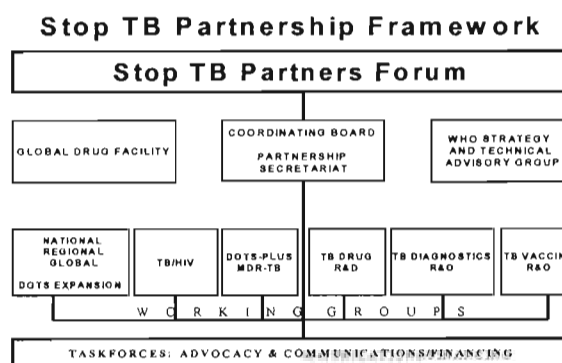 Stop TB Partnership Framework
Stop TB Partners Forum
GLOBAL DRUG FACILITY
COORDINATING BOARD
PARTNERSHIP
SECRETARIAT
WHO STRATEGY
AND TECHNICAL
ADVISORY GROUP
NATIONAL
REGIONAL
GLOBAL
DOTS EXPANSION
TB/HIV
DOTS-PLUS
MDR-TB
TB DRUG
R&D
TB DIAGNOSTICS
R&O
TB VACCIN
R&O
WORKING GROUPS
TASKFORCES: ADVOCACY & COMMUNICATIONS/FINANCING